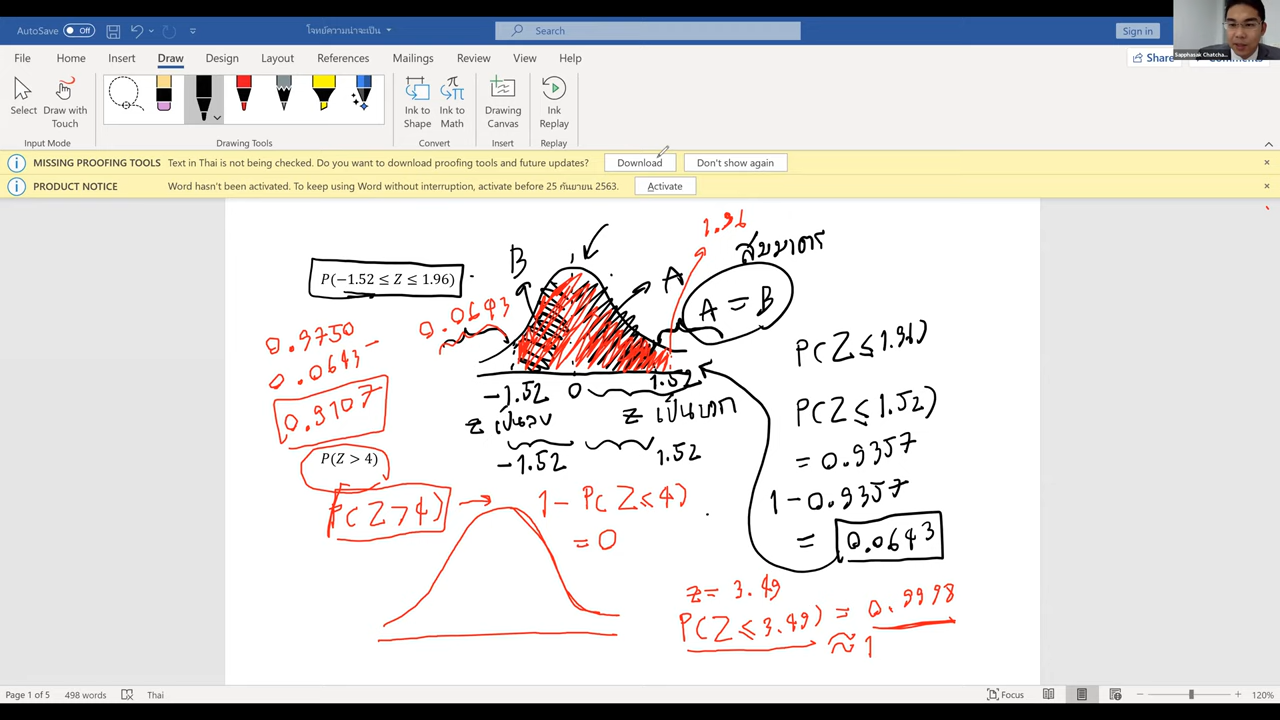 AutoSave Off
โจทย์ความน่าจะเป็น
Search
Sign in
Sapphasak Chatcha...
File Home Insert Draw Design Layout References Mailings Review View Help
Share Comments
Select
Draw with Touch
Ink to Shape
Ink to Math
Drawing Canvas
Ink Replay
Input Mode
Drawing Tools
Convert
Insert
Replay
MISSING PROOFING TOOLS Text in Thai is not being checked. Do you want to download proofing tools and future updates? Download Don't show again
PRODUCT NOTICE Word hasn't been activated. To keep using Word without interruption, activate before 25 กันยายน 2563. Activate
1.96
สมมาตร
B
A
P(−1.52 ≤ Z ≤ 1.96)
A = B
0.0643
0.9750
0.0643 -
0.9107
P(Z ≤ 1.96)
-1.52 0 1.52
Z เป็นลบ Z เป็นบวก
-1.52 1.52
P(Z ≤ 1.52)
= 0.9357
1 - 0.9357
= 0.0643
P(Z > 4)
P(Z > 4)
1 - P(Z ≤ 4)
= 0
Z = 3.49
P(Z ≤ 3.49) = 0.9998
≈ 1
Page 1 of 5 498 words Thai Focus 120%